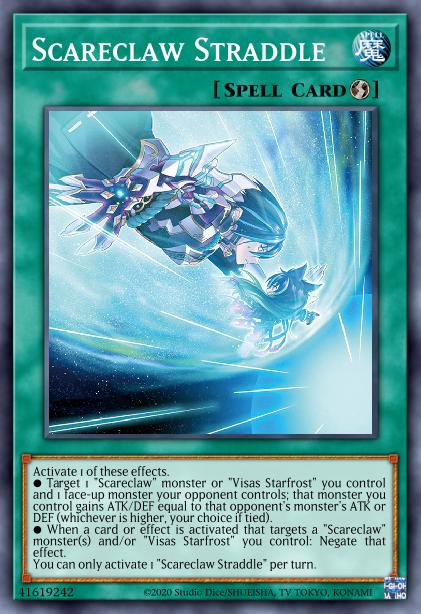 Scareclaw Straddle
SPELL
魔
[Spell Card]
Activate 1 of these effects.
● Target 1 "Scareclaw" monster or "Visas Starfrost" you control
and 1 face-up monster your opponent controls; that monster you
control gains ATK/DEF equal to that opponent's monster's ATK or
DEF (whichever is higher, your choice if tied).
● When a card or effect is activated that targets a "Scareclaw"
monster(s) and/or "Visas Starfrost" you control: Negate that
effect.
You can only activate 1 "Scareclaw Straddle" per turn.
41619242
©2020 Studio Dice/SHUEISHA, TV TOKYO, KONAMI